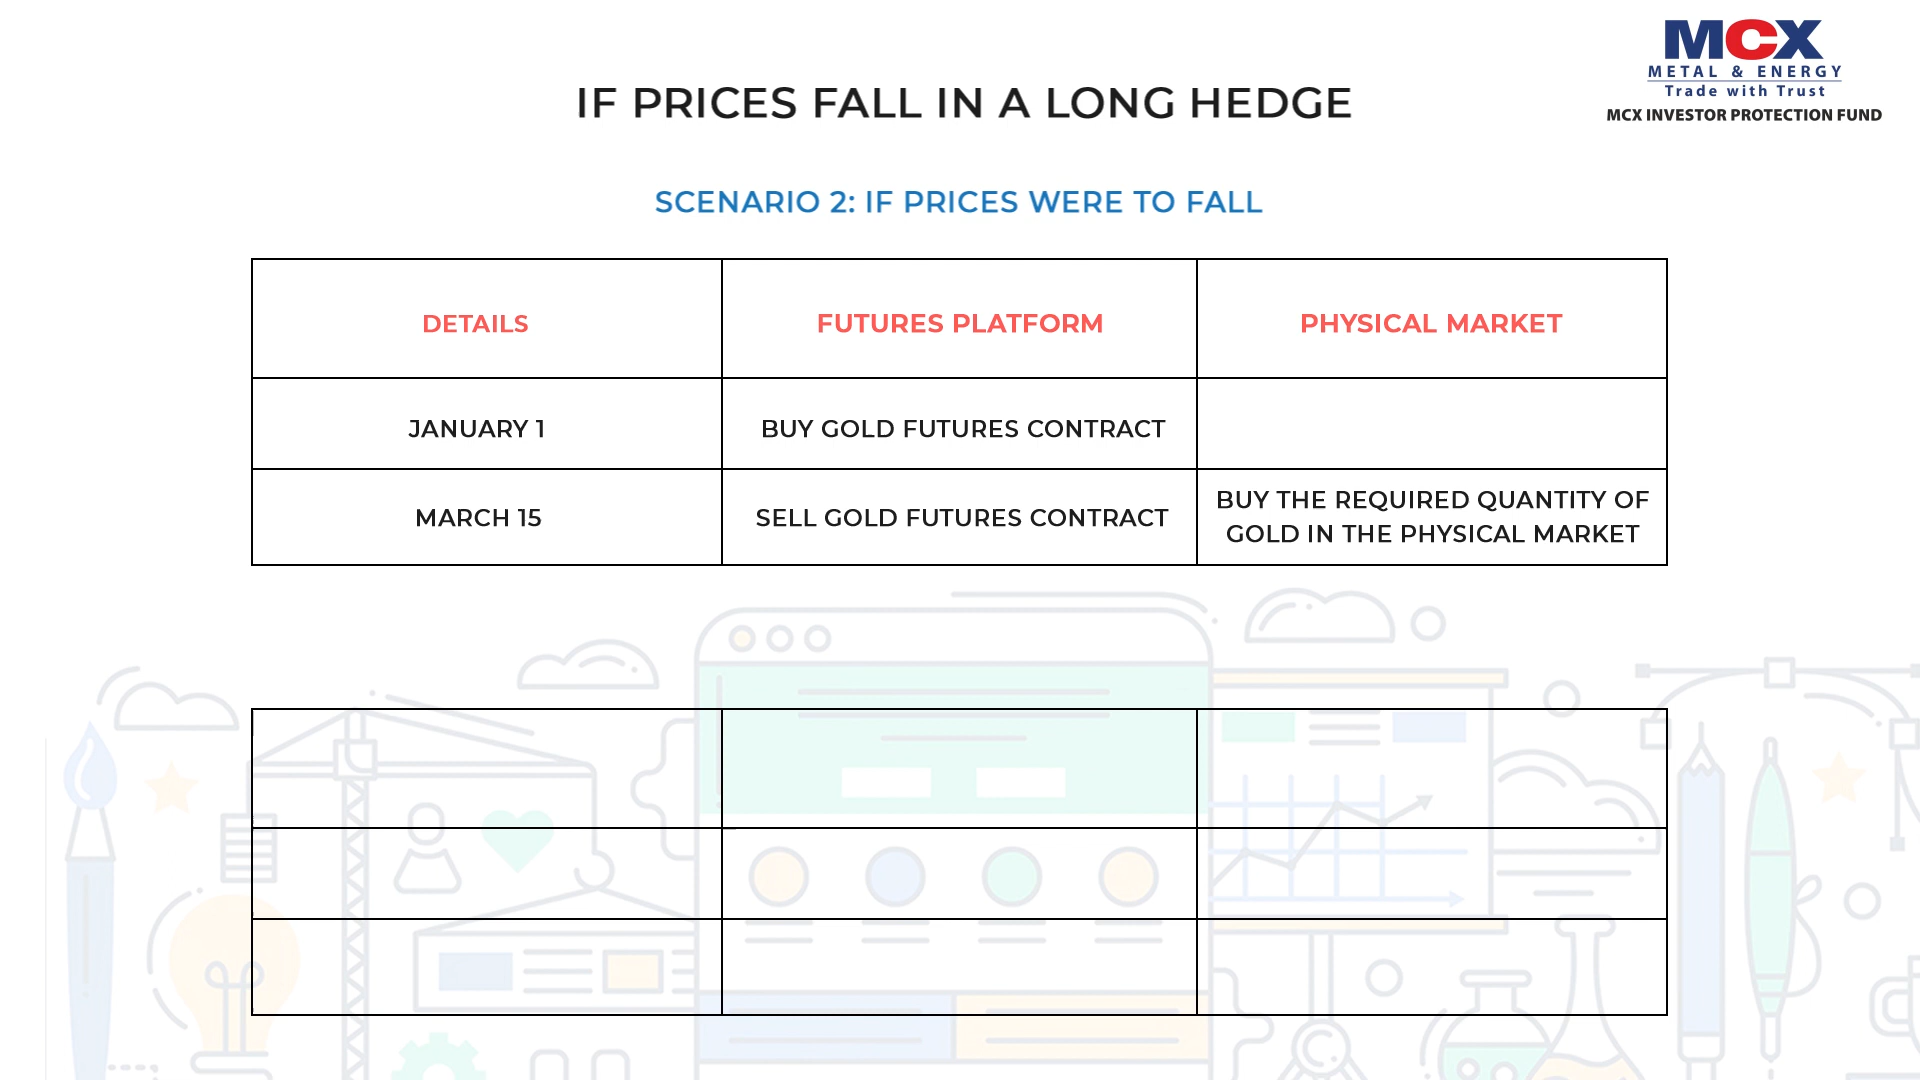 MCX
METAL & ENERGY
Trade with Trust
MCX INVESTOR PROTECTION FUND
IF PRICES FALL IN A LONG HEDGE
SCENARIO 2: IF PRICES WERE TO FALL
DETAILS
FUTURES PLATFORM
PHYSICAL MARKET
JANUARY 1
BUY GOLD FUTURES CONTRACT
MARCH 15
SELL GOLD FUTURES CONTRACT
BUY THE REQUIRED QUANTITY OF
GOLD IN THE PHYSICAL MARKET